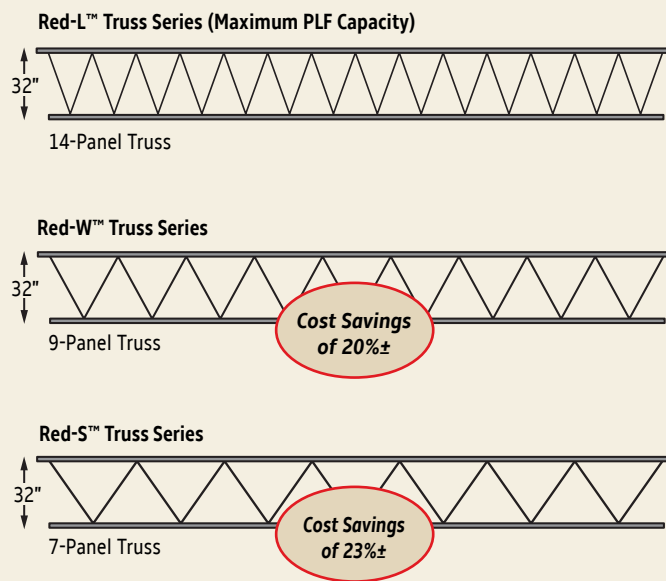 Red-L™ Truss Series (Maximum PLF Capacity)
32"
14-Panel Truss
Red-W™ Truss Series
32"
Cost Savings
of 20%±
9-Panel Truss
Red-S™ Truss Series
32"
Cost Savings
of 23%±
7-Panel Truss